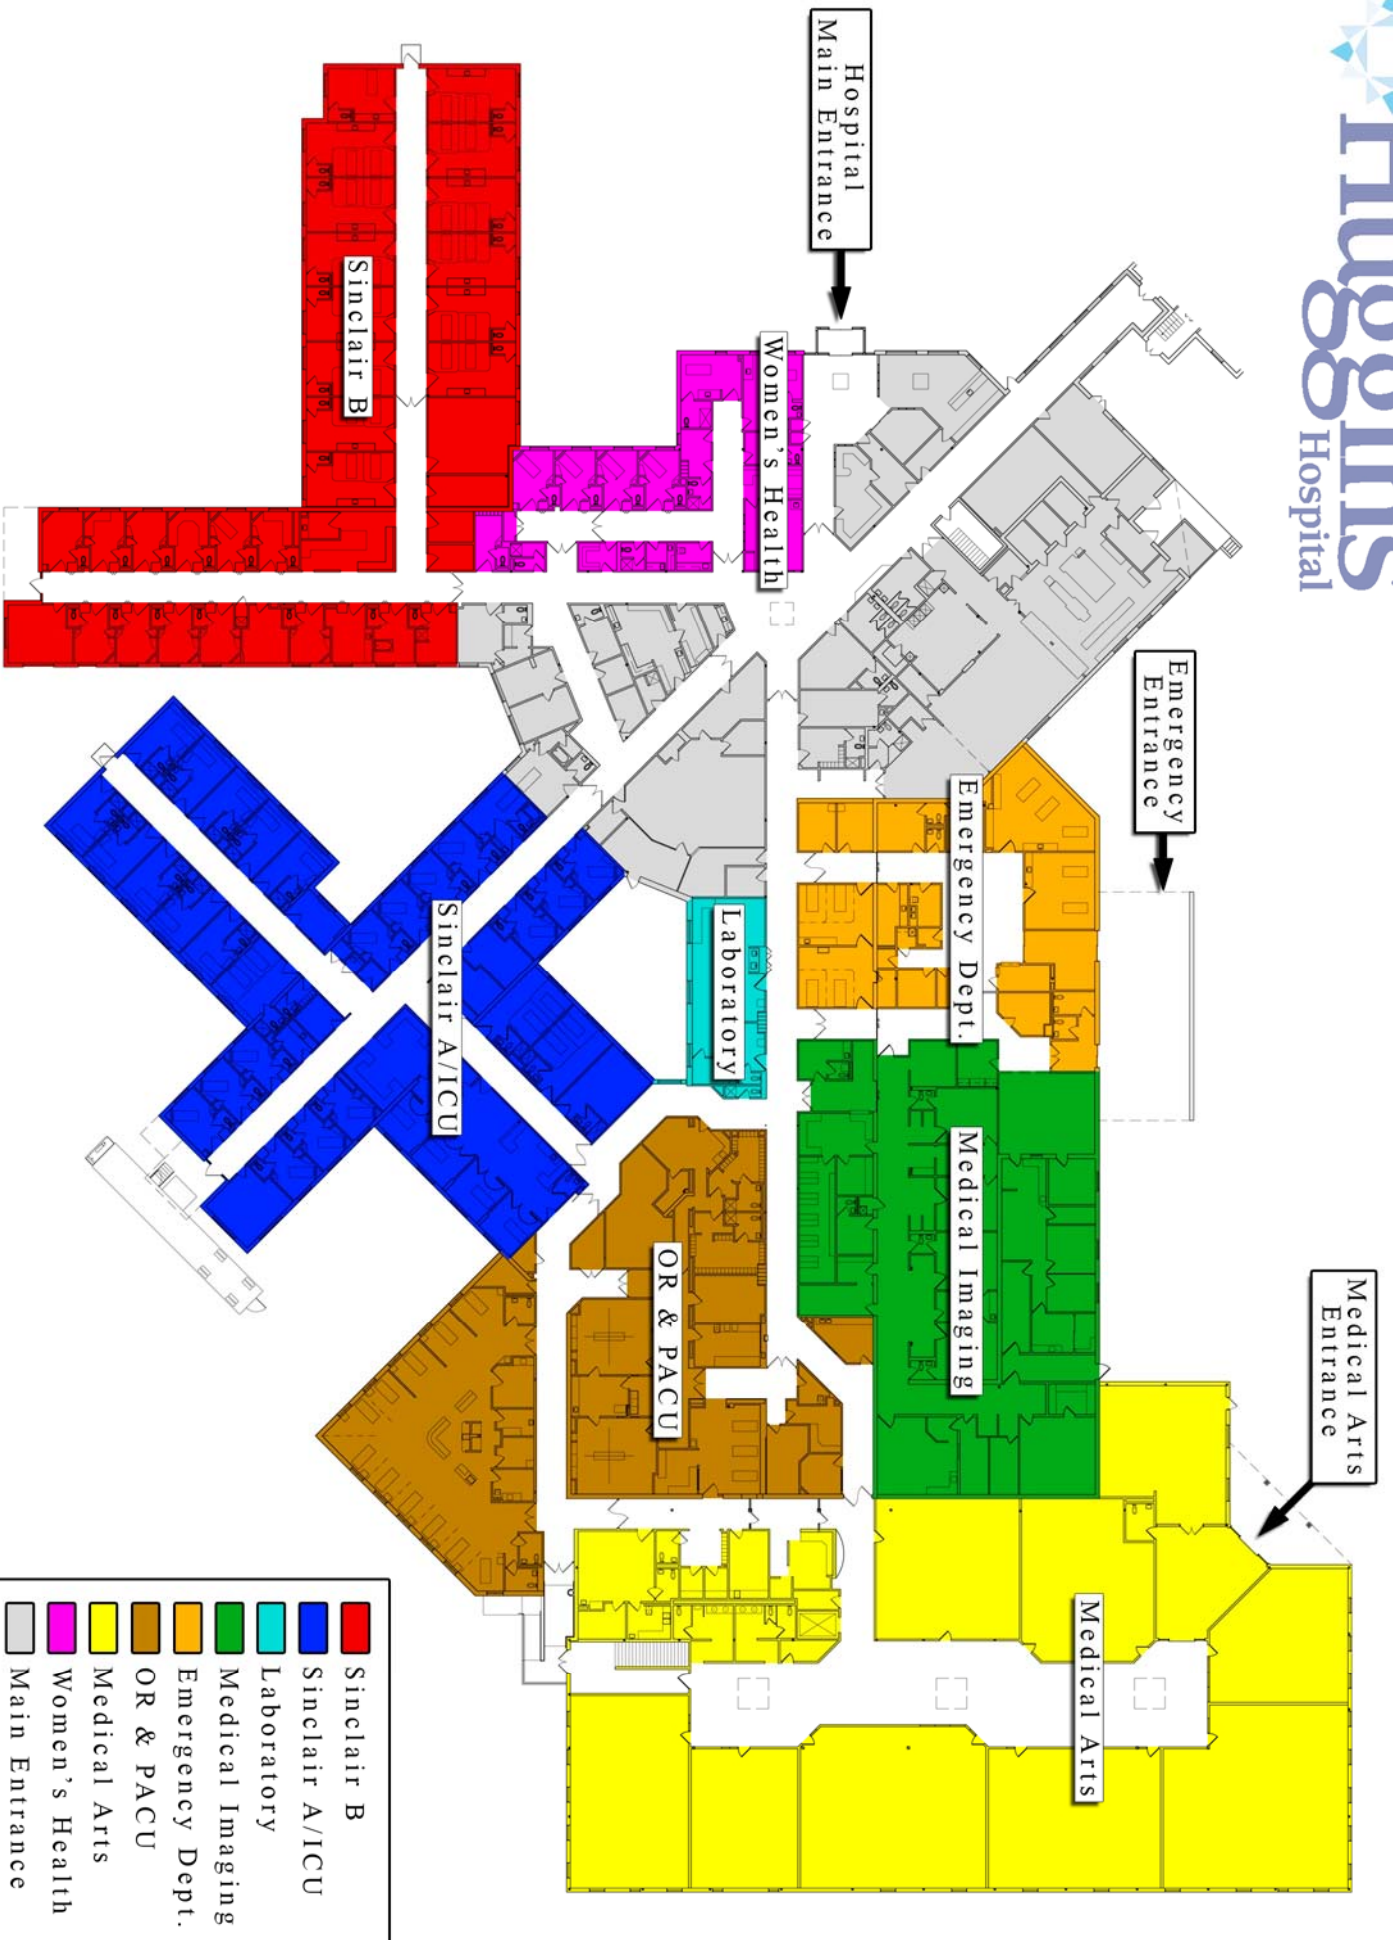 Huggins
Hospital
Hospital
Main Entrance
Emergency
Entrance
Medical Arts
Entrance
Sinclair B
Women's Health
Emergency Dept.
Laboratory
Sinclair A/ICU
Medical Imaging
OR & PACU
Medical Arts
Sinclair B
Sinclair A/ICU
Laboratory
Medical Imaging
Emergency Dept.
OR & PACU
Medical Arts
Women's Health
Main Entrance